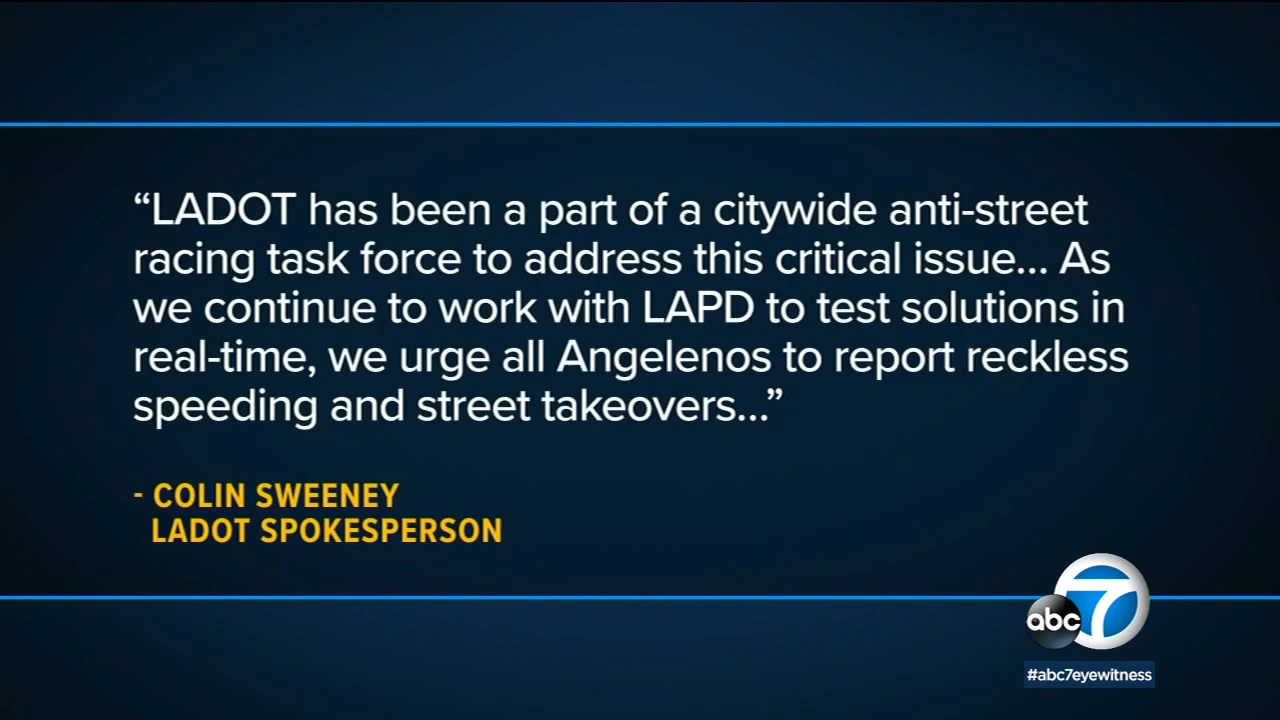 “LADOT has been a part of a citywide anti-street
racing task force to address this critical issue... As
we continue to work with LAPD to test solutions in
real-time, we urge all Angelenos to report reckless
speeding and street takeovers...”
- COLIN SWEENEY
LADOT SPOKESPERSON
abc 7
#abc7eyewitness